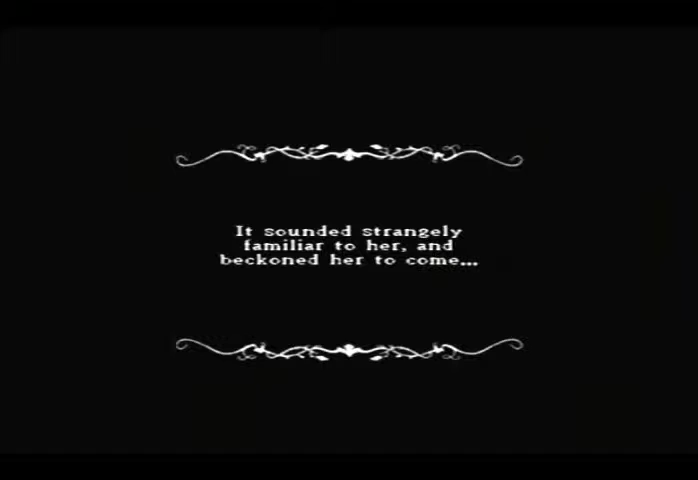 It sounded strangely
familiar to her, and
beckoned her to come...